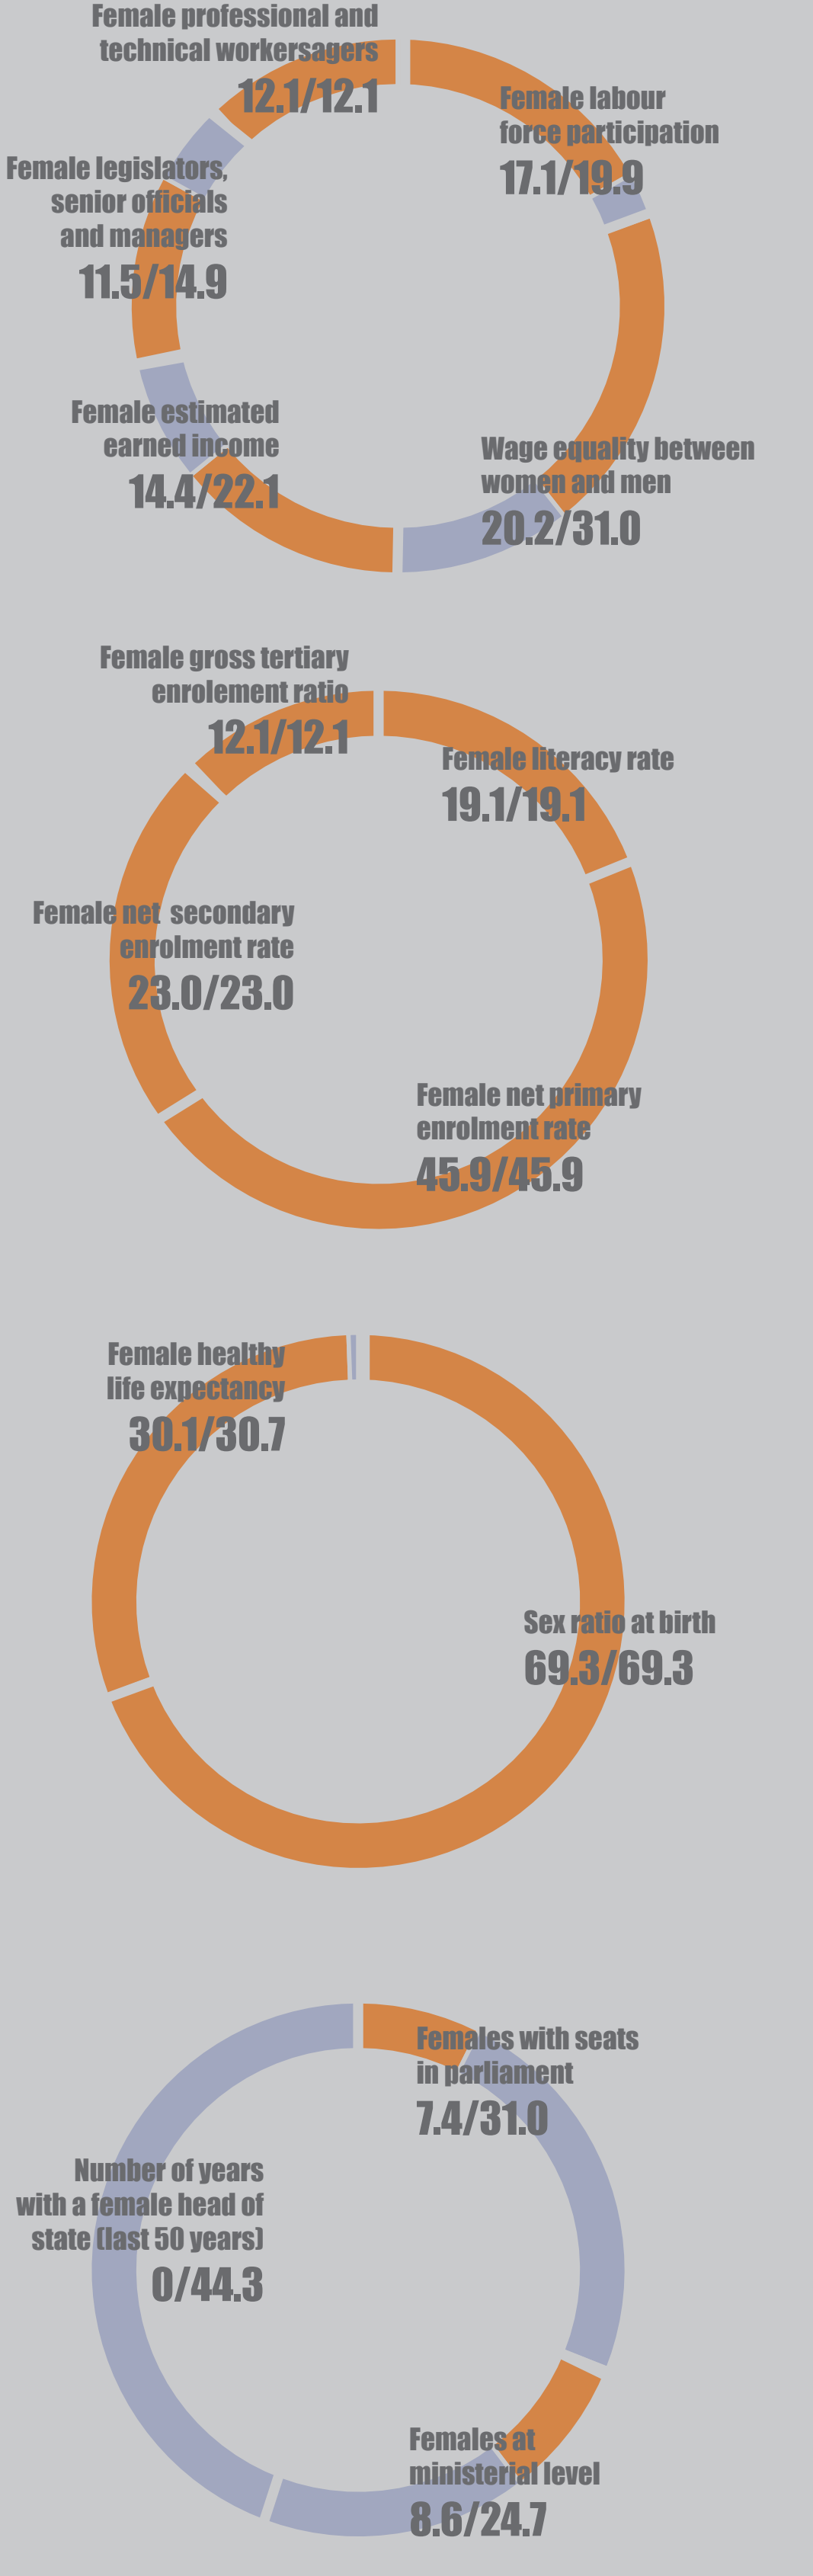 Female professional and
technical workersagers
12.1/12.1
Female labour
force participation
17.1/19.9
Female legislators,
senior officials
and managers
11.5/14.9
Female estimated
earned income
14.4/22.1
Wage equality between
women and men
20.2/31.0
Female gross tertiary
enrolement ratio
12.1/12.1
Female literacy rate
19.1/19.1
Female net secondary
enrolment rate
23.0/23.0
Female net primary
enrolment rate
45.9/45.9
Female healthy
life expectancy
30.1/30.7
Sex ratio at birth
69.3/69.3
Females with seats
in parliament
7.4/31.0
Number of years
with a female head of
state (last 50 years)
0/44.3
Females at
ministerial level
8.6/24.7